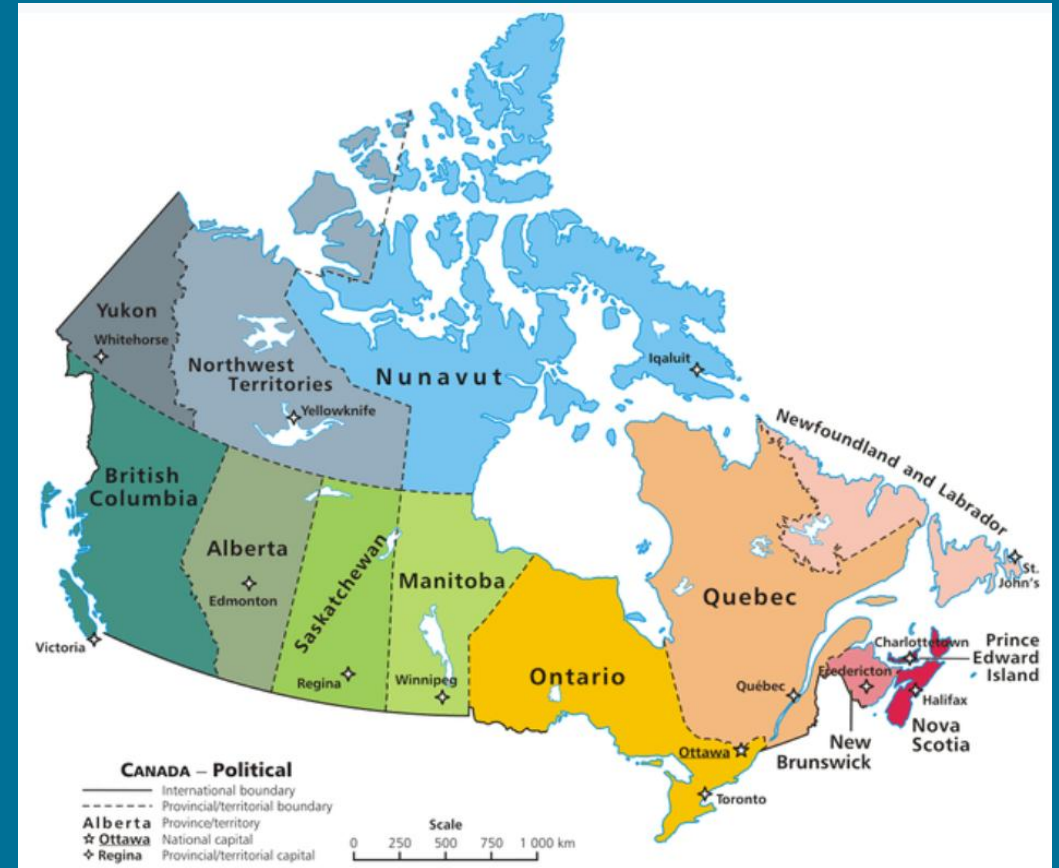 Yukon
Whitehorse
Northwest
Territories
Yellowknife
Nunavut
Iqaluit
Newfoundland and Labrador
British
Columbia
Alberta
Edmonton
Saskatchewan
Manitoba
Quebec
St.
John's
Victoria
Regina
Winnipeg
Ontario
Québec
Charlottetown
Prince
Edward
Island
Fredericton
Halifax
Nova
Scotia
New
Brunswick
Ottawa
Toronto
CANADA – Political
International boundary
Provincial/territorial boundary
Alberta Province/territory
Ottawa National capital
Regina Provincial/territorial capital
Scale
0 250 500 750 1 000 km